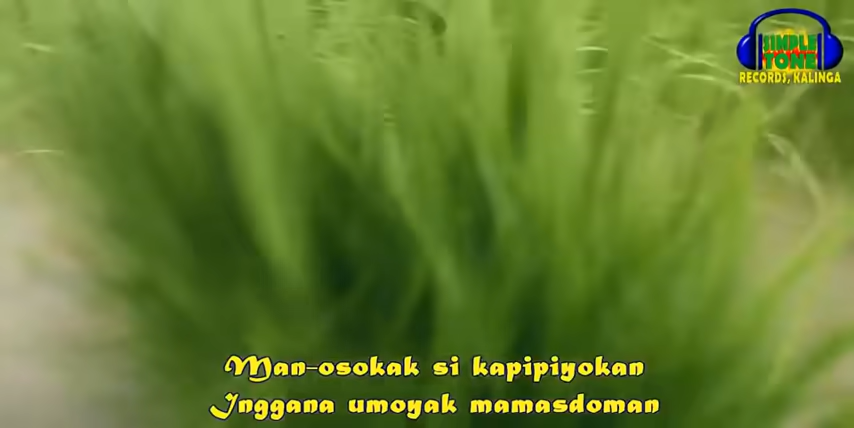 SIMPLE
TONE
RECORDS, KALINGA
Man-osokak si kapipiyokan
Inggana umoyak mamasdoman